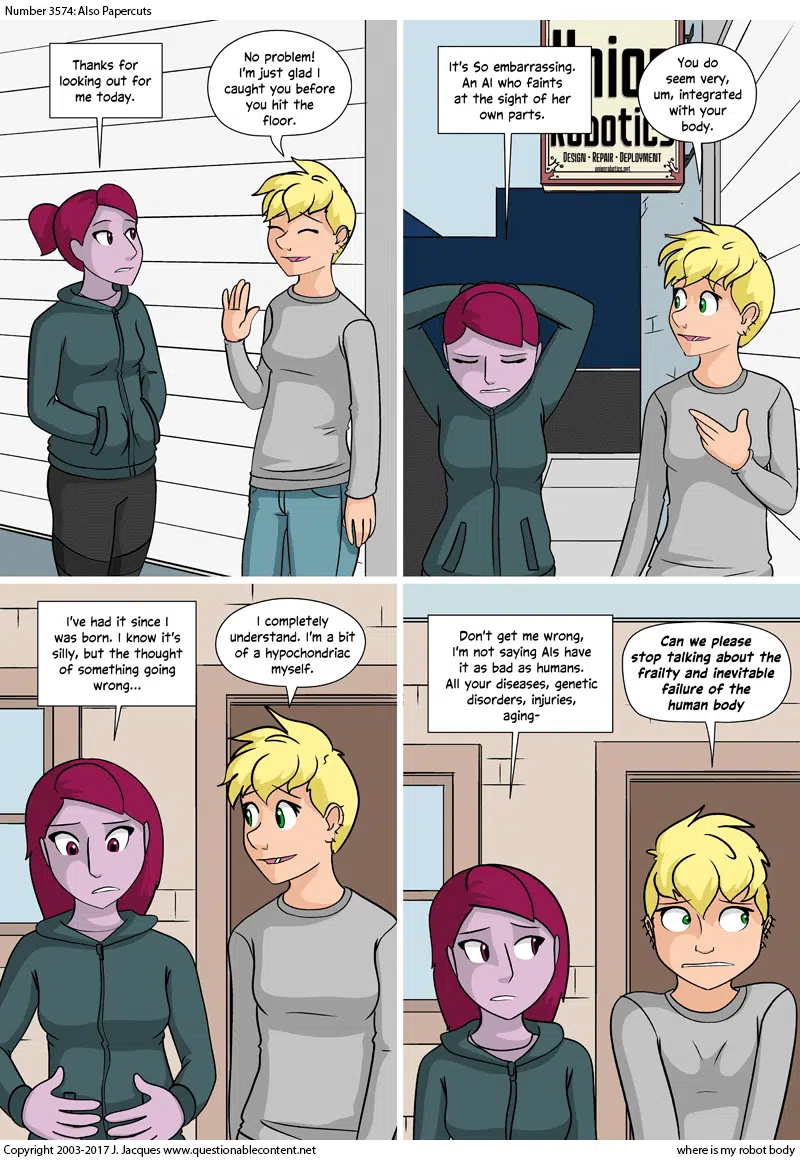 Number 3574: Also Papercuts
Thanks for
looking out for
me today.
No problem!
I'm just glad I
caught you before
you hit the
floor.
It's So embarrassing.
An AI who faints
at the sight of her
own parts.
You do
seem very,
um, integrated
with your
body.
Union
Robotics
Design • Repair • Deployment
unionrobotics.net
I've had it since I
was born. I know it's
silly, but the thought
of something going
wrong...
I completely
understand. I'm a bit
of a hypochondriac
myself.
Don't get me wrong,
I'm not saying AIs have
it as bad as humans.
All your diseases, genetic
disorders, injuries,
aging-
Can we please
stop talking about the
frailty and inevitable
failure of the
human body
Copyright 2003-2017 J. Jacques www.questionablecontent.net
where is my robot body